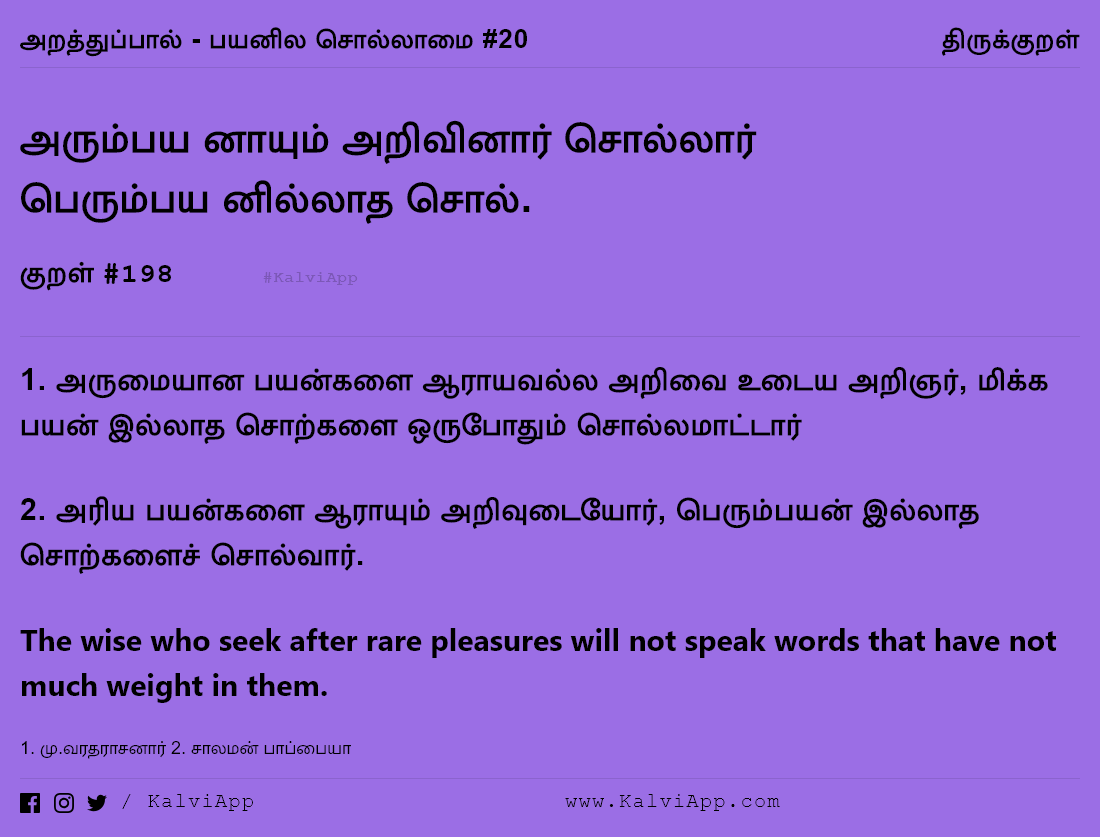 அறத்துப்பால் - பயனில சொல்லாமை #20
திருக்குறள்
அரும்பய னாயும் அறிவினார் சொல்லார்
பெரும்பய னில்லாத சொல்.
குறள் #198
#KalviApp
1. அருமையான பயன்களை ஆராயவல்ல அறிவை உடைய அறிஞர், மிக்க
பயன் இல்லாத சொற்களை ஒருபோதும் சொல்லமாட்டார்
2. அரிய பயன்களை ஆராயும் அறிவுடையோர், பெரும்பயன் இல்லாத
சொற்களைச் சொல்வார்.
The wise who seek after rare pleasures will not speak words that have not
much weight in them.
1. மு.வரதராசனார் 2. சாலமன் பாப்பையா
/ KalviApp
www.KalviApp.com